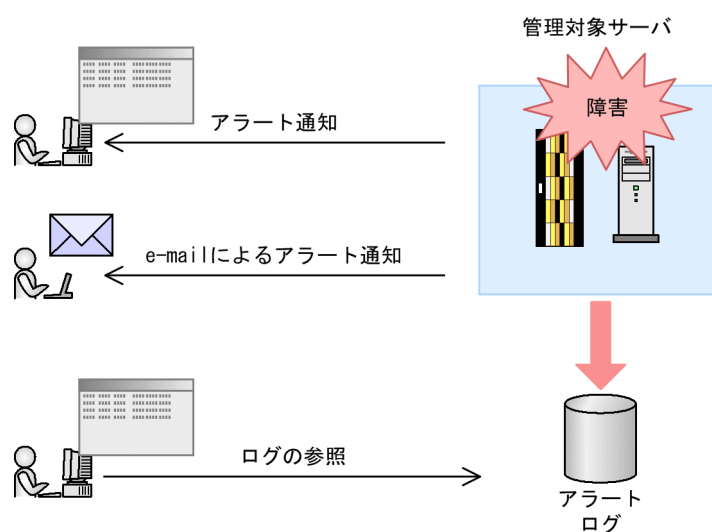 管理対象サーバ
障害
アラート通知
e-mailによるアラート通知
ログの参照
アラート
ログ